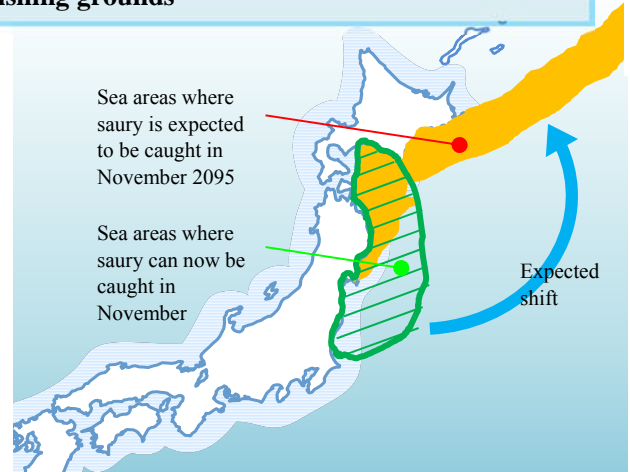 fishing grounds
Sea areas where
saury is expected
to be caught in
November 2095
Sea areas where
saury can now be
caught in
November
Expected
shift